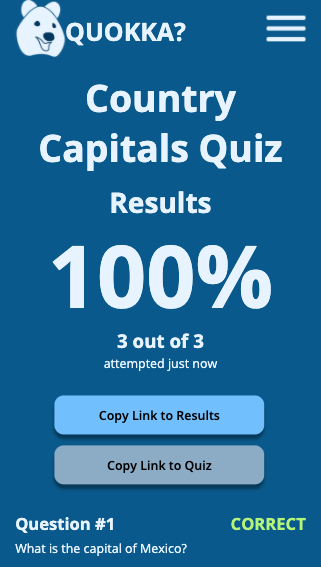 QUOKKA?
Country
Capitals Quiz
Results
100%
3 out of 3
attempted just now
Copy Link to Results
Copy Link to Quiz
Question #1 CORRECT
What is the capital of Mexico?